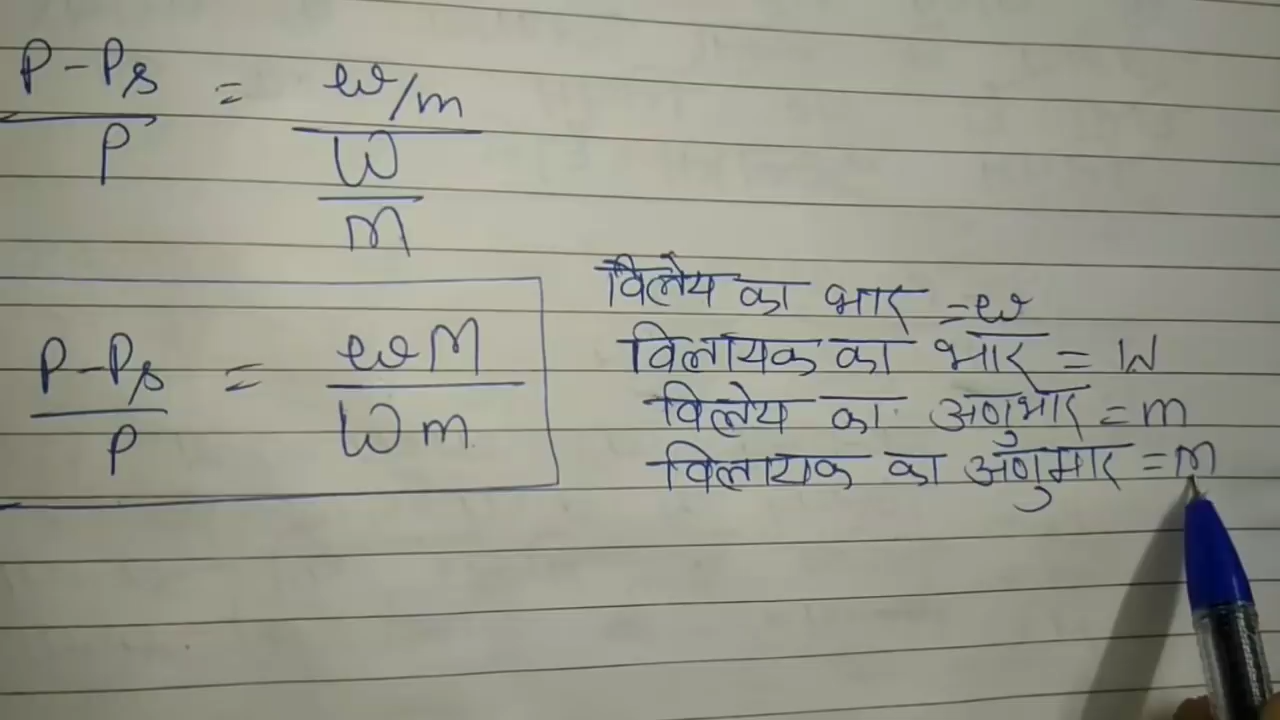 P-Ps / P = w/m / W/M
P-Ps / P = wM / Wm
विलेय का भार = w
विलायक का भार = W
विलेय का अणुभार = m
विलायक का अणुभार = M